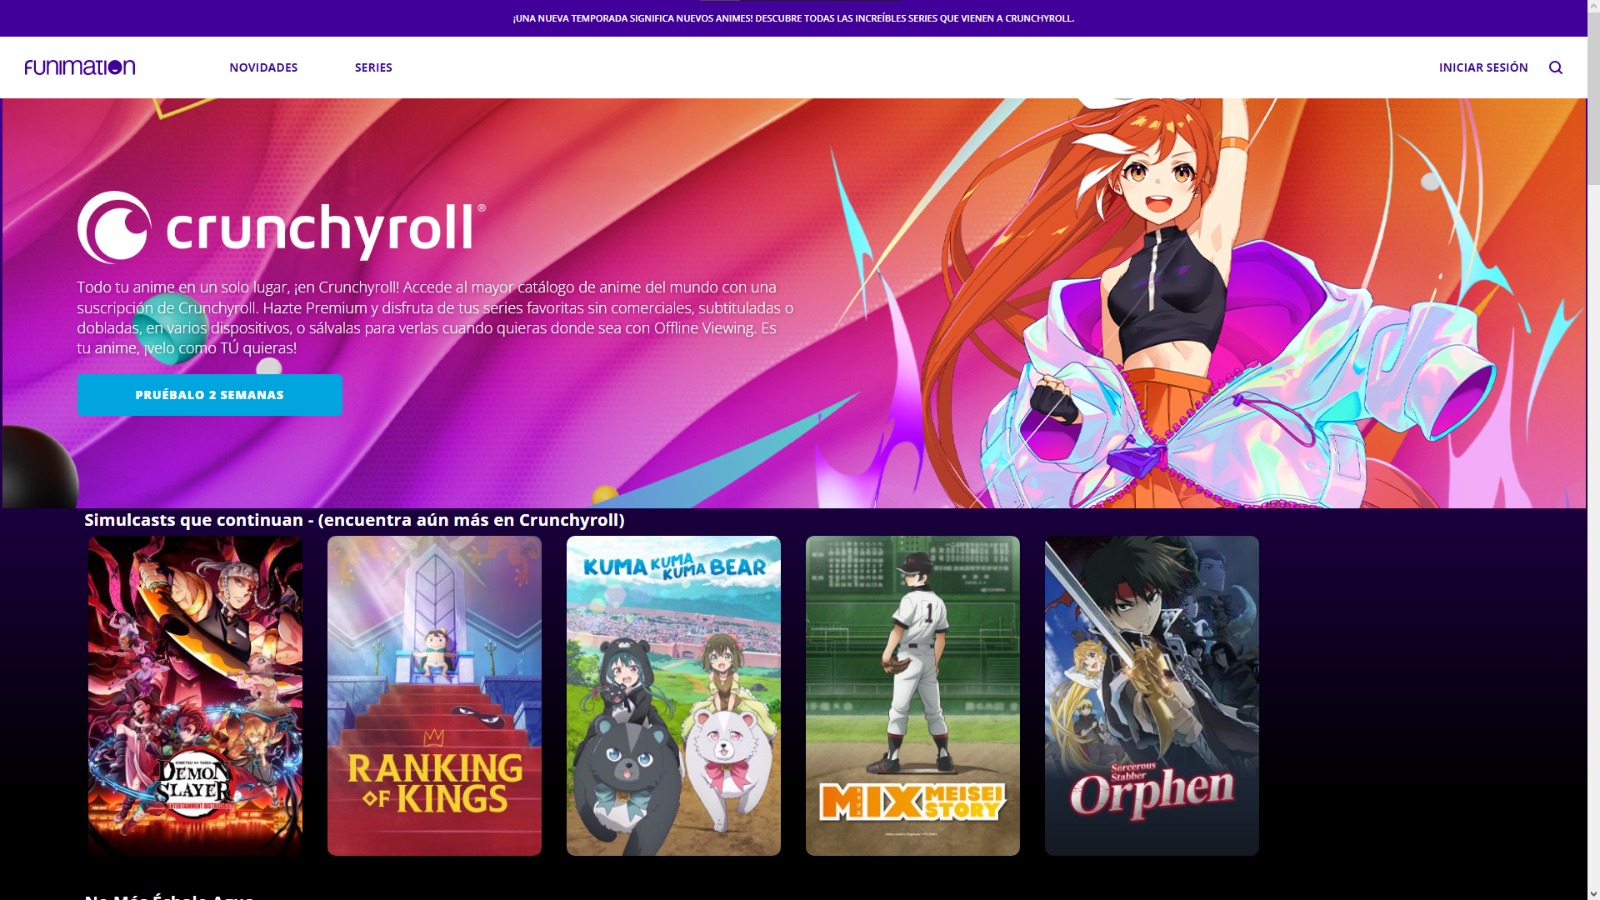 ¡UNA NUEVA TEMPORADA SIGNIFICA NUEVOS ANIMES! DESCUBRE TODAS LAS INCREÍBLES SERIES QUE VIENEN A CRUNCHYROLL.
FUNIMATION
NOVIDADES
SERIES
INICIAR SESIÓN
crunchyroll®
Todo tu anime en un solo lugar, ¡en Crunchyroll! Accede al mayor catálogo de anime del mundo con una
suscripción de Crunchyroll. Hazte Premium y disfruta de tus series favoritas sin comerciales, subtituladas o
dobladas, en varios dispositivos, o sálvalas para verlas cuando quieras donde sea con Offline Viewing. Es
tu anime, ¡velo como TÚ quieras!
PRUÉBALO 2 SEMANAS
Simulcasts que continuan - (encuentra aún más en Crunchyroll)
KIMETSU NO YAIBA
DEMON
SLAYER
RANKING
OF KINGS
KUMA KUMA
KUMA BEAR
1
MIX MEISEI
STORY
Sorcerous
Stabber
Orphen